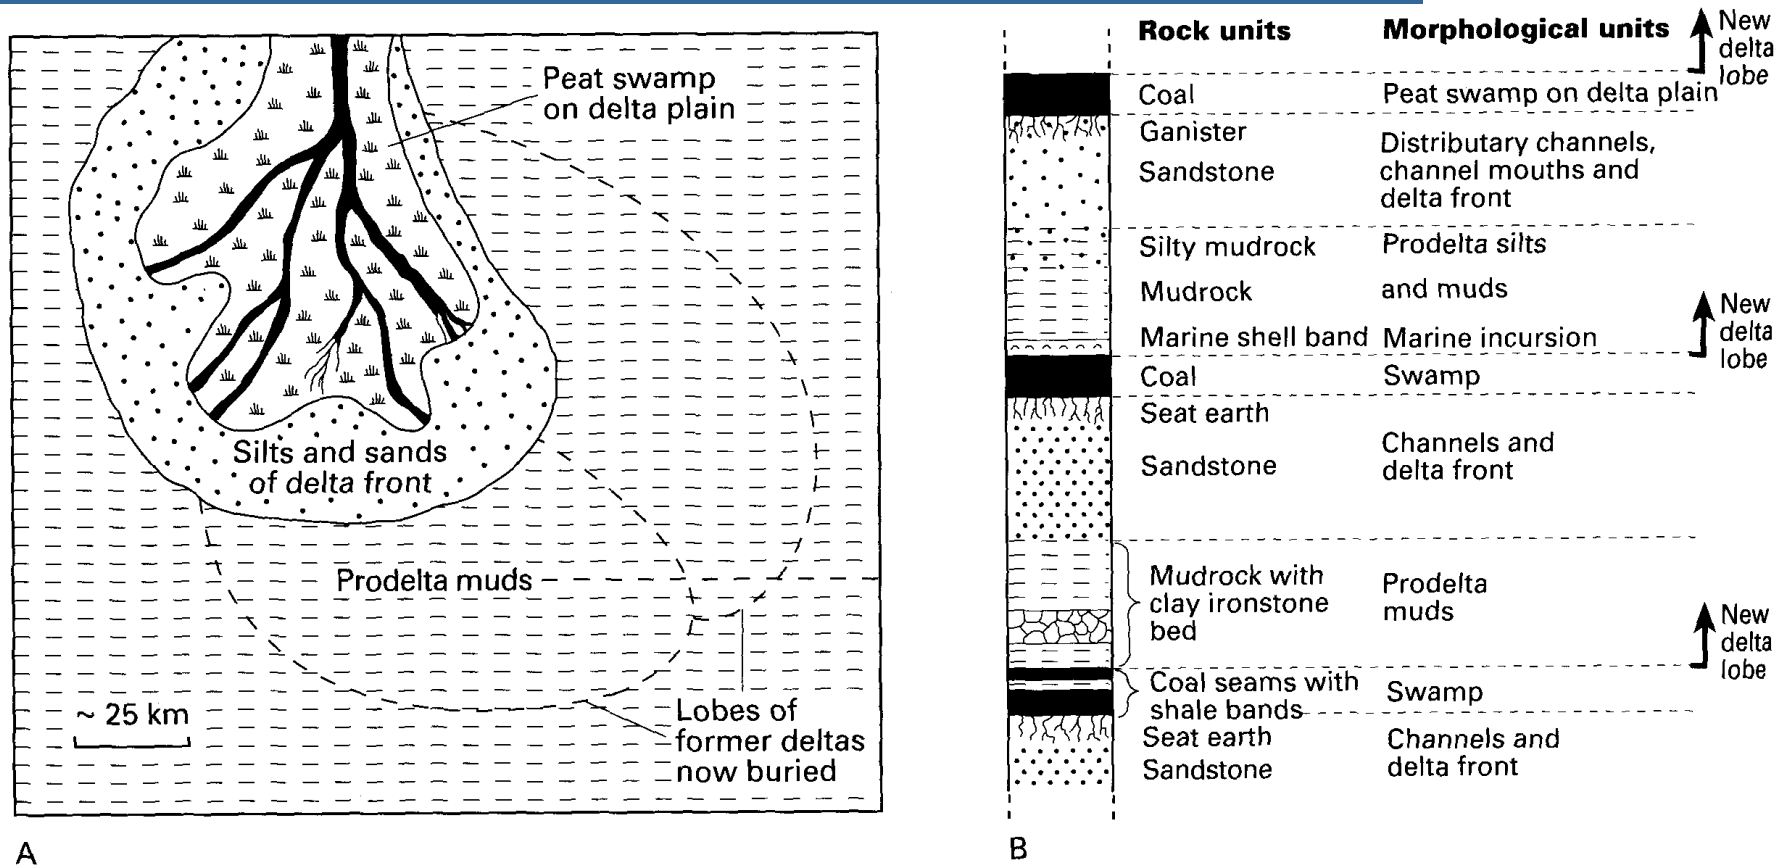 Peat swamp
on delta plain
Silts and sands
of delta front
Prodelta muds
~ 25 km
Lobes of
former deltas
now buried
A
Rock units
Morphological units
New
delta
lobe
Coal
Peat swamp on delta plain
Ganister
Sandstone
Distributary channels,
channel mouths and
delta front
Silty mudrock
Prodelta silts
Mudrock
and muds
Marine shell band
Marine incursion
New
delta
lobe
Coal
Swamp
Seat earth
Sandstone
Channels and
delta front
Mudrock with
clay ironstone
bed
Prodelta
muds
New
delta
lobe
Coal seams with
shale bands
Swamp
Seat earth
Sandstone
Channels and
delta front
B